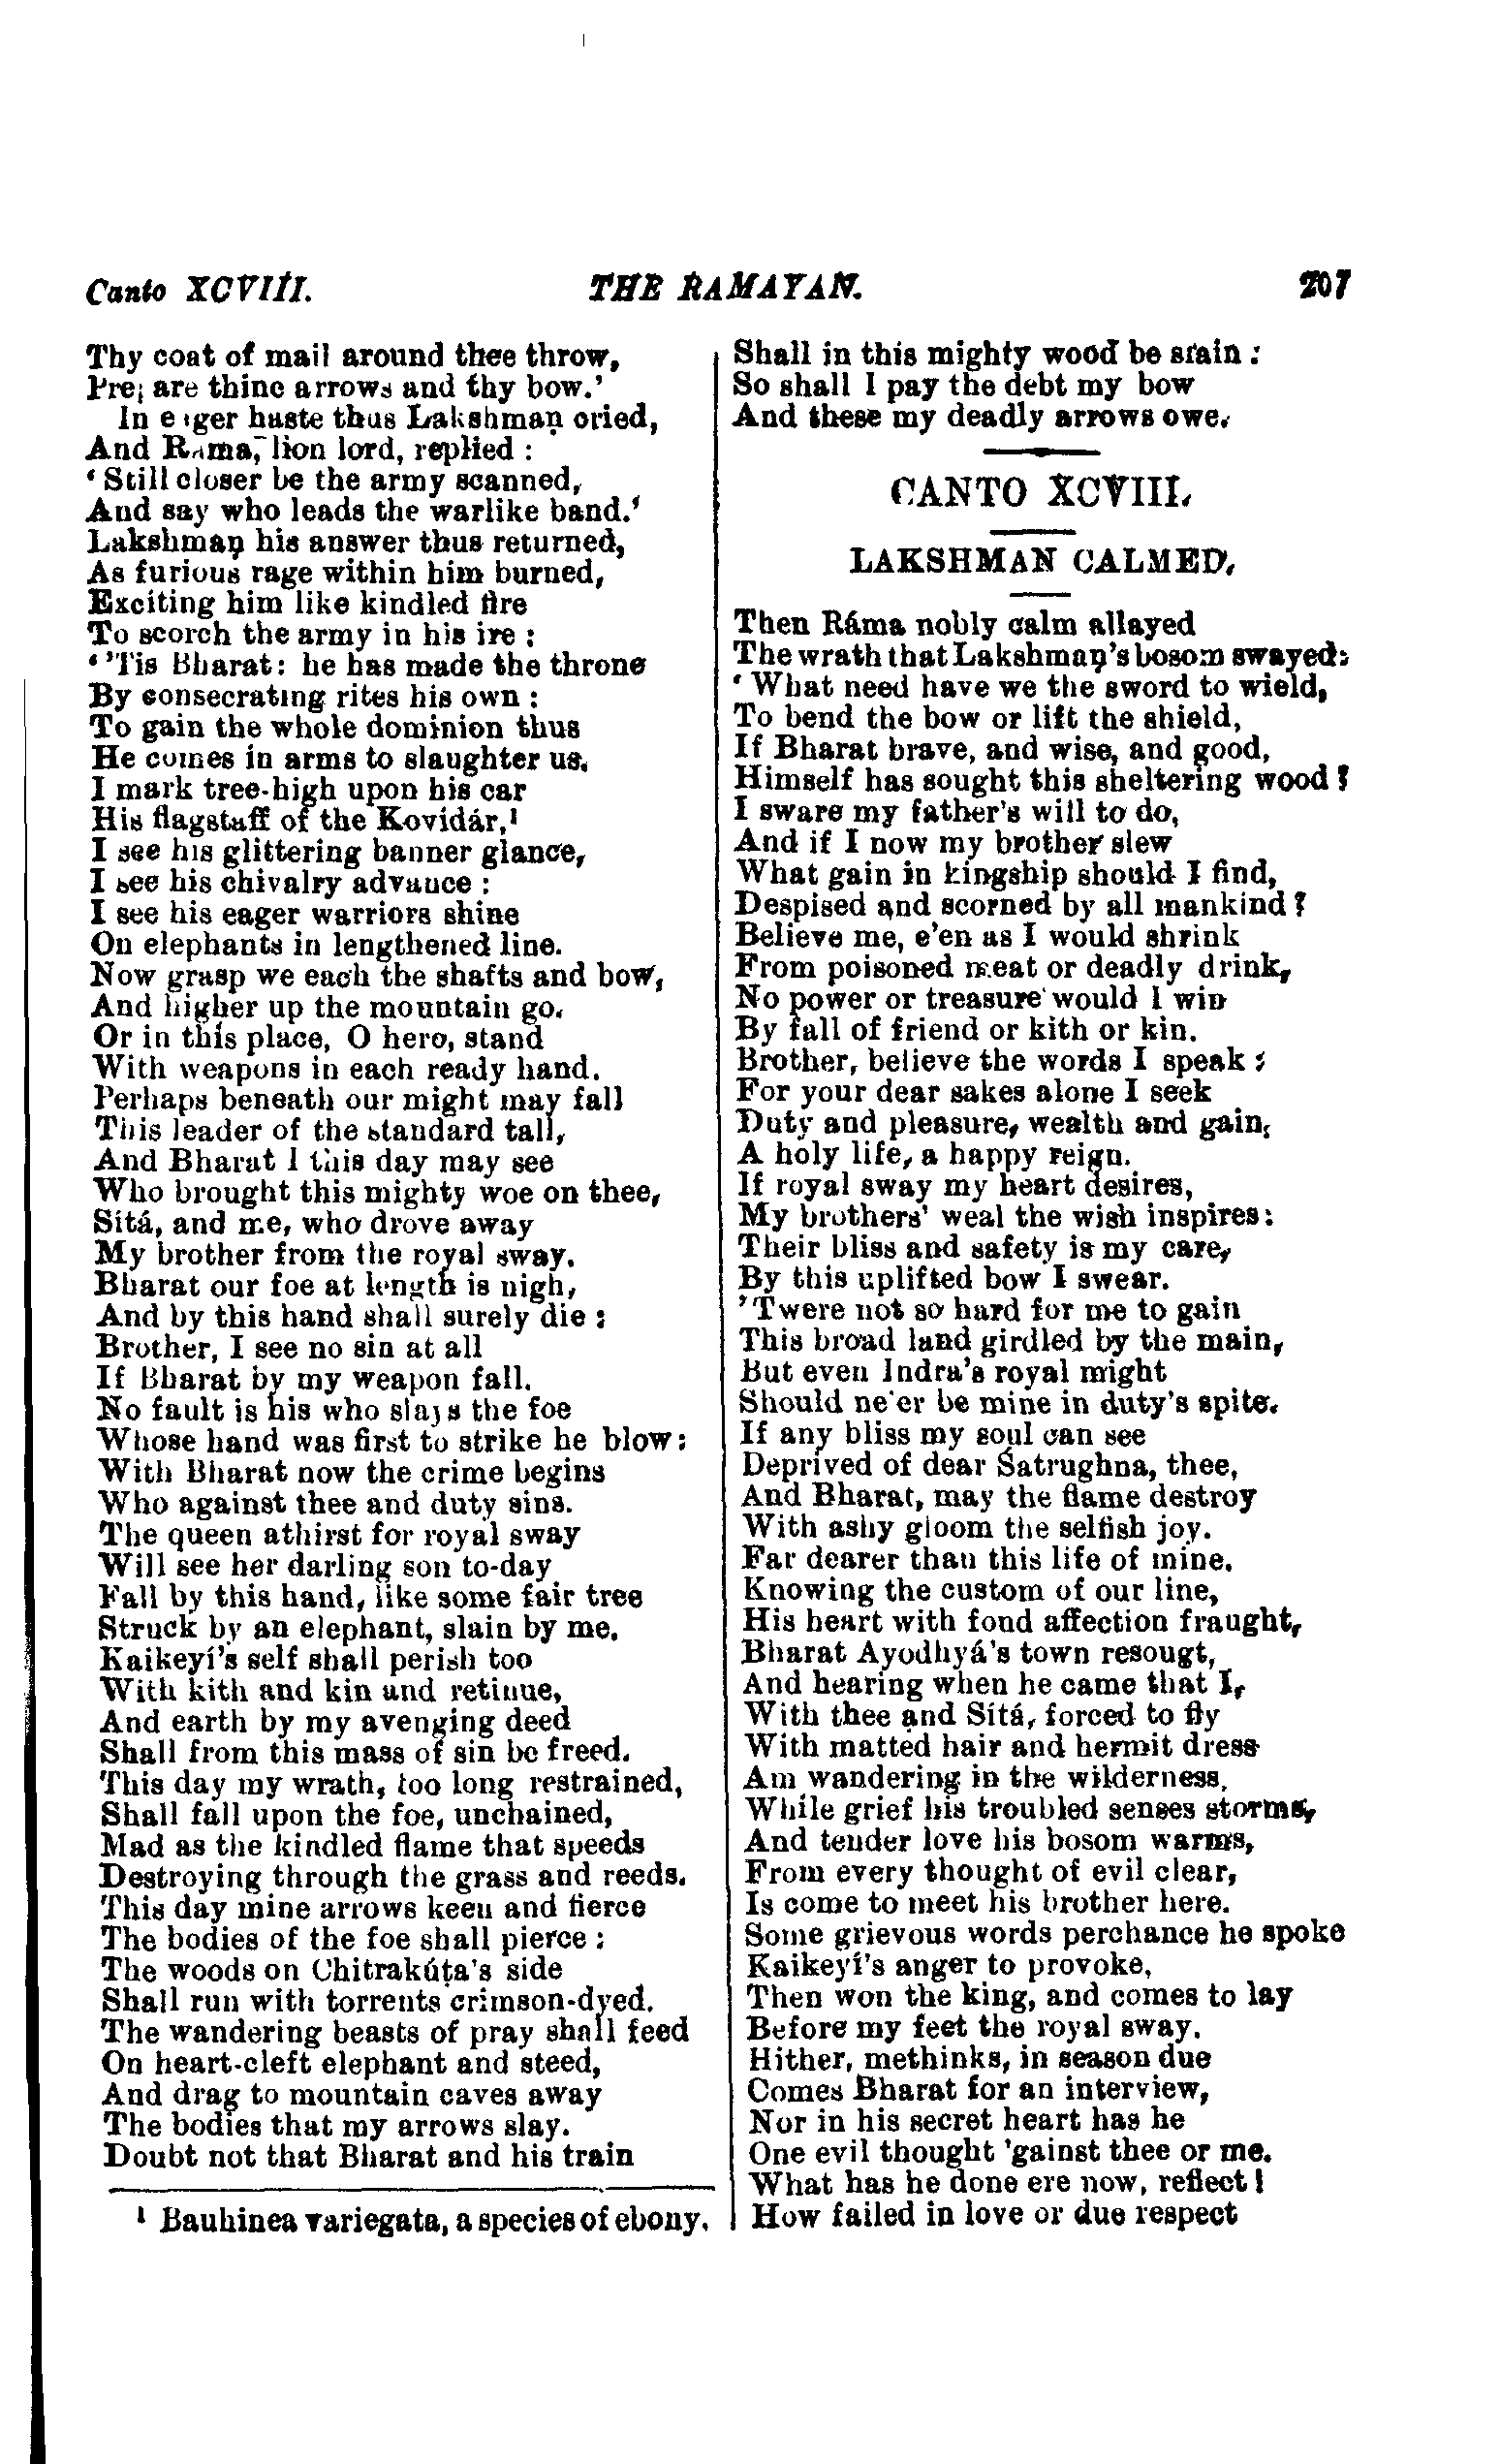 Canto XCVIII. THE RAMAYAN. 207
Thy coat of mail around thee throw,
Prep are thine arrows and thy bow.'
In eager haste thus Lakshmaṇ cried,
And Ráma, lion lord, replied :
'Still closer be the army scanned,
And say who leads the warlike band.'
Lakshmaṇ his answer thus returned,
As furious rage within him burned,
Exciting him like kindled fire
To scorch the army in his ire :
''Tis Bharat: he has made the throne
By consecrating rites his own :
To gain the whole dominion thus
He comes in arms to slaughter us.
I mark tree-high upon his car
His flagstaff of the Kovidár,¹
I see his glittering banner glance,
I see his chivalry advance :
I see his eager warriors shine
On elephants in lengthened line.
Now grasp we each the shafts and bow,
And higher up the mountain go.
Or in this place, O hero, stand
With weapons in each ready hand.
Perhaps beneath our might may fall
This leader of the standard tall,
And Bharat I this day may see
Who brought this mighty woe on thee,
Sítá, and me, who drove away
My brother from the royal sway.
Bharat our foe at length is nigh,
And by this hand shall surely die :
Brother, I see no sin at all
If Bharat by my weapon fall.
No fault is his who slays the foe
Whose hand was first to strike he blow:
With Bharat now the crime begins
Who against thee and duty sins.
The queen athirst for royal sway
Will see her darling son to-day
Fall by this hand, like some fair tree
Struck by an elephant, slain by me.
Kaikeyí's self shall perish too
With kith and kin and retinue,
And earth by my avenging deed
Shall from this mass of sin be freed.
This day my wrath, too long restrained,
Shall fall upon the foe, unchained,
Mad as the kindled flame that speeds
Destroying through the grass and reeds.
This day mine arrows keen and fierce
The bodies of the foe shall pierce :
The woods on Chitrakúṭa's side
Shall run with torrents crimson-dyed.
The wandering beasts of pray shall feed
On heart-cleft elephant and steed,
And drag to mountain caves away
The bodies that my arrows slay.
Doubt not that Bharat and his train
¹ Bauhinea variegata, a species of ebony.
Shall in this mighty wood be slain :
So shall I pay the debt my bow
And these my deadly arrows owe.
CANTO XCVIII.
LAKSHMAN CALMED.
Then Ráma nobly calm allayed
The wrath that Lakshmaṇ's bosom swayed:
'What need have we the sword to wield,
To bend the bow or lift the shield,
If Bharat brave, and wise, and good,
Himself has sought this sheltering wood ?
I sware my father's will to do,
And if I now my brother slew
What gain in kingship should I find,
Despised and scorned by all mankind ?
Believe me, e'en as I would shrink
From poisoned meat or deadly drink,
No power or treasure would I win
By fall of friend or kith or kin.
Brother, believe the words I speak :
For your dear sakes alone I seek
Duty and pleasure, wealth and gain,
A holy life, a happy reign.
If royal sway my heart desires,
My brothers' weal the wish inspires:
Their bliss and safety is my care,
By this uplifted bow I swear.
'Twere not so hard for me to gain
This broad land girdled by the main,
But even Indra's royal might
Should ne'er be mine in duty's spite.
If any bliss my soul can see
Deprived of dear Śatrughna, thee,
And Bharat, may the flame destroy
With ashy gloom the selfish joy.
Far dearer than this life of mine.
Knowing the custom of our line,
His heart with fond affection fraught,
Bharat Ayodhyá's town resougt,
And hearing when he came that I,
With thee and Sítá, forced to fly
With matted hair and hermit dress
Am wandering in the wilderness,
While grief his troubled senses storms,
And tender love his bosom warms,
From every thought of evil clear,
Is come to meet his brother here.
Some grievous words perchance he spoke
Kaikeyí's anger to provoke,
Then won the king, and comes to lay
Before my feet the royal sway.
Hither, methinks, in season due
Comes Bharat for an interview,
Nor in his secret heart has he
One evil thought 'gainst thee or me.
What has he done ere now, reflect !
How failed in love or due respect